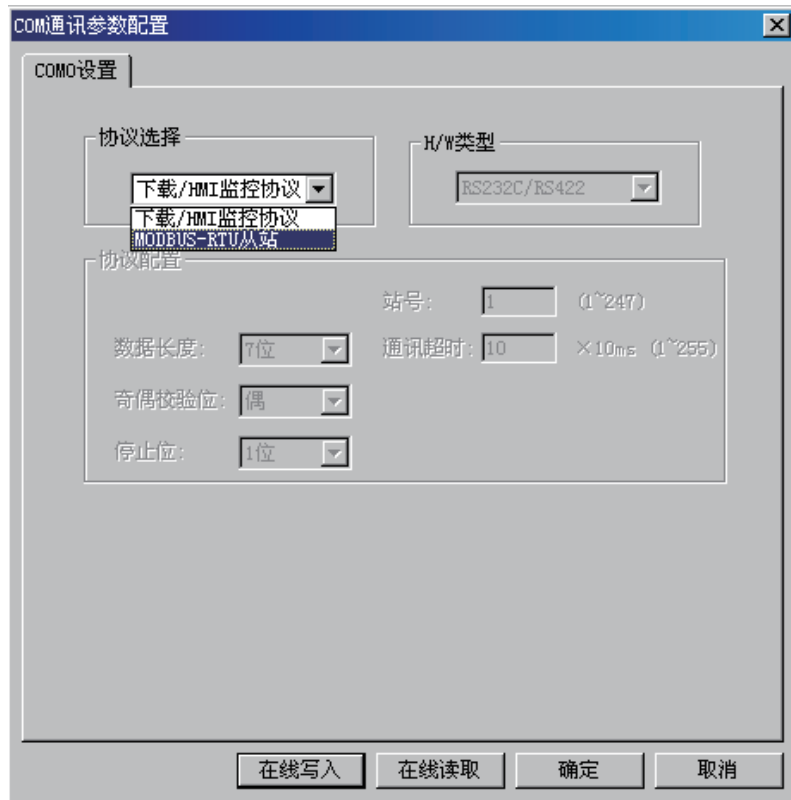 COM通讯参数配置
COM0设置
协议选择
H/W类型
下载/HMI监控协议
RS232C/RS422
下载/HMI监控协议
MODBUS-RTU从站
协议配置
站号: 1 (1~247)
数据长度: 7位 通讯超时: 10 ×10ms (1~255)
奇偶校验位: 偶
停止位: 1位
在线写入 在线读取 确定 取消